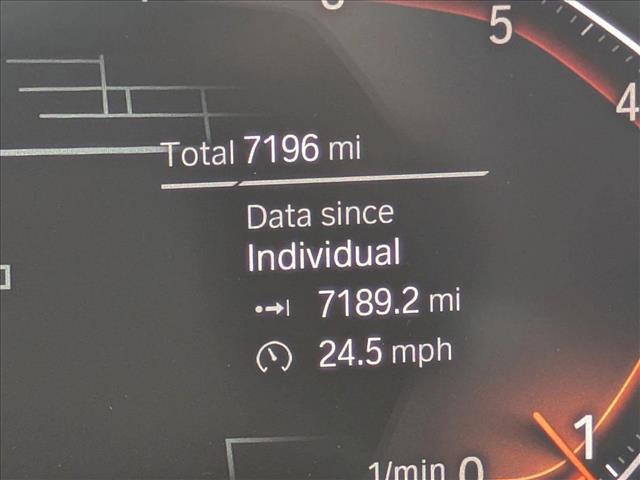 5
4
Total 7196 mi
Data since
Individual
7189.2 mi
24.5 mph
1
1/min 0